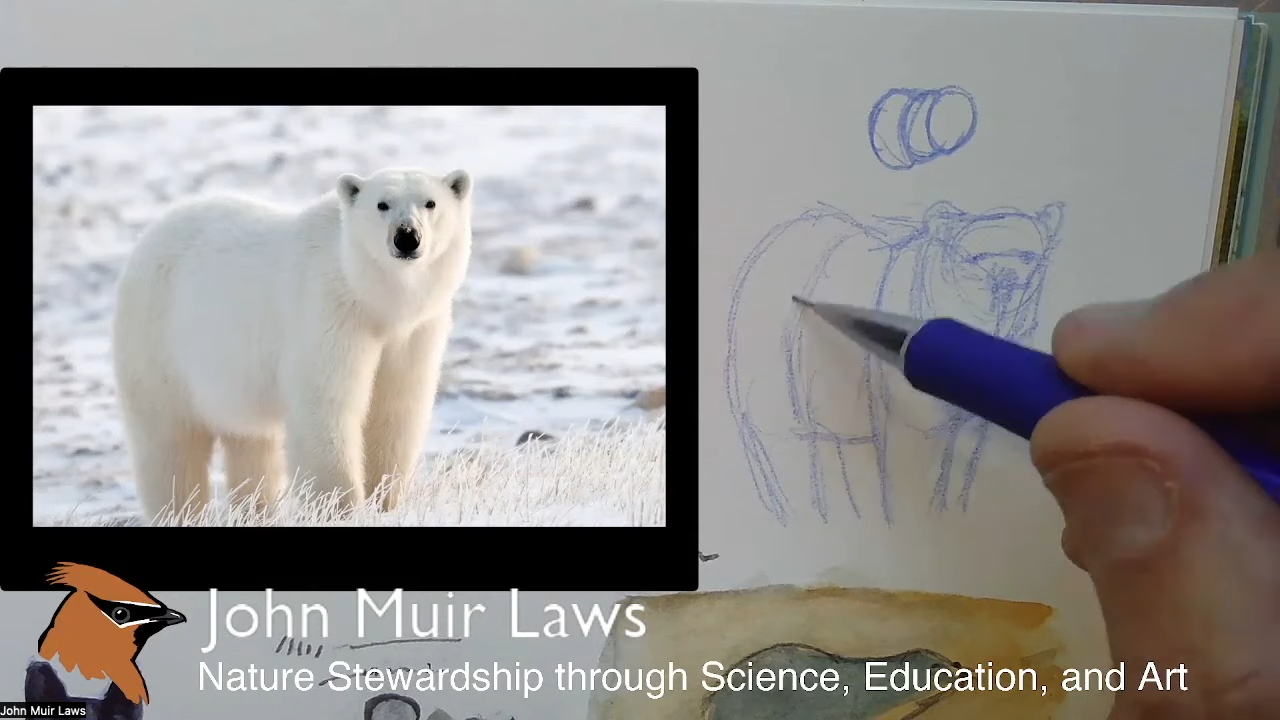 John Muir Laws
Nature Stewardship through Science, Education, and Art
John Muir Laws